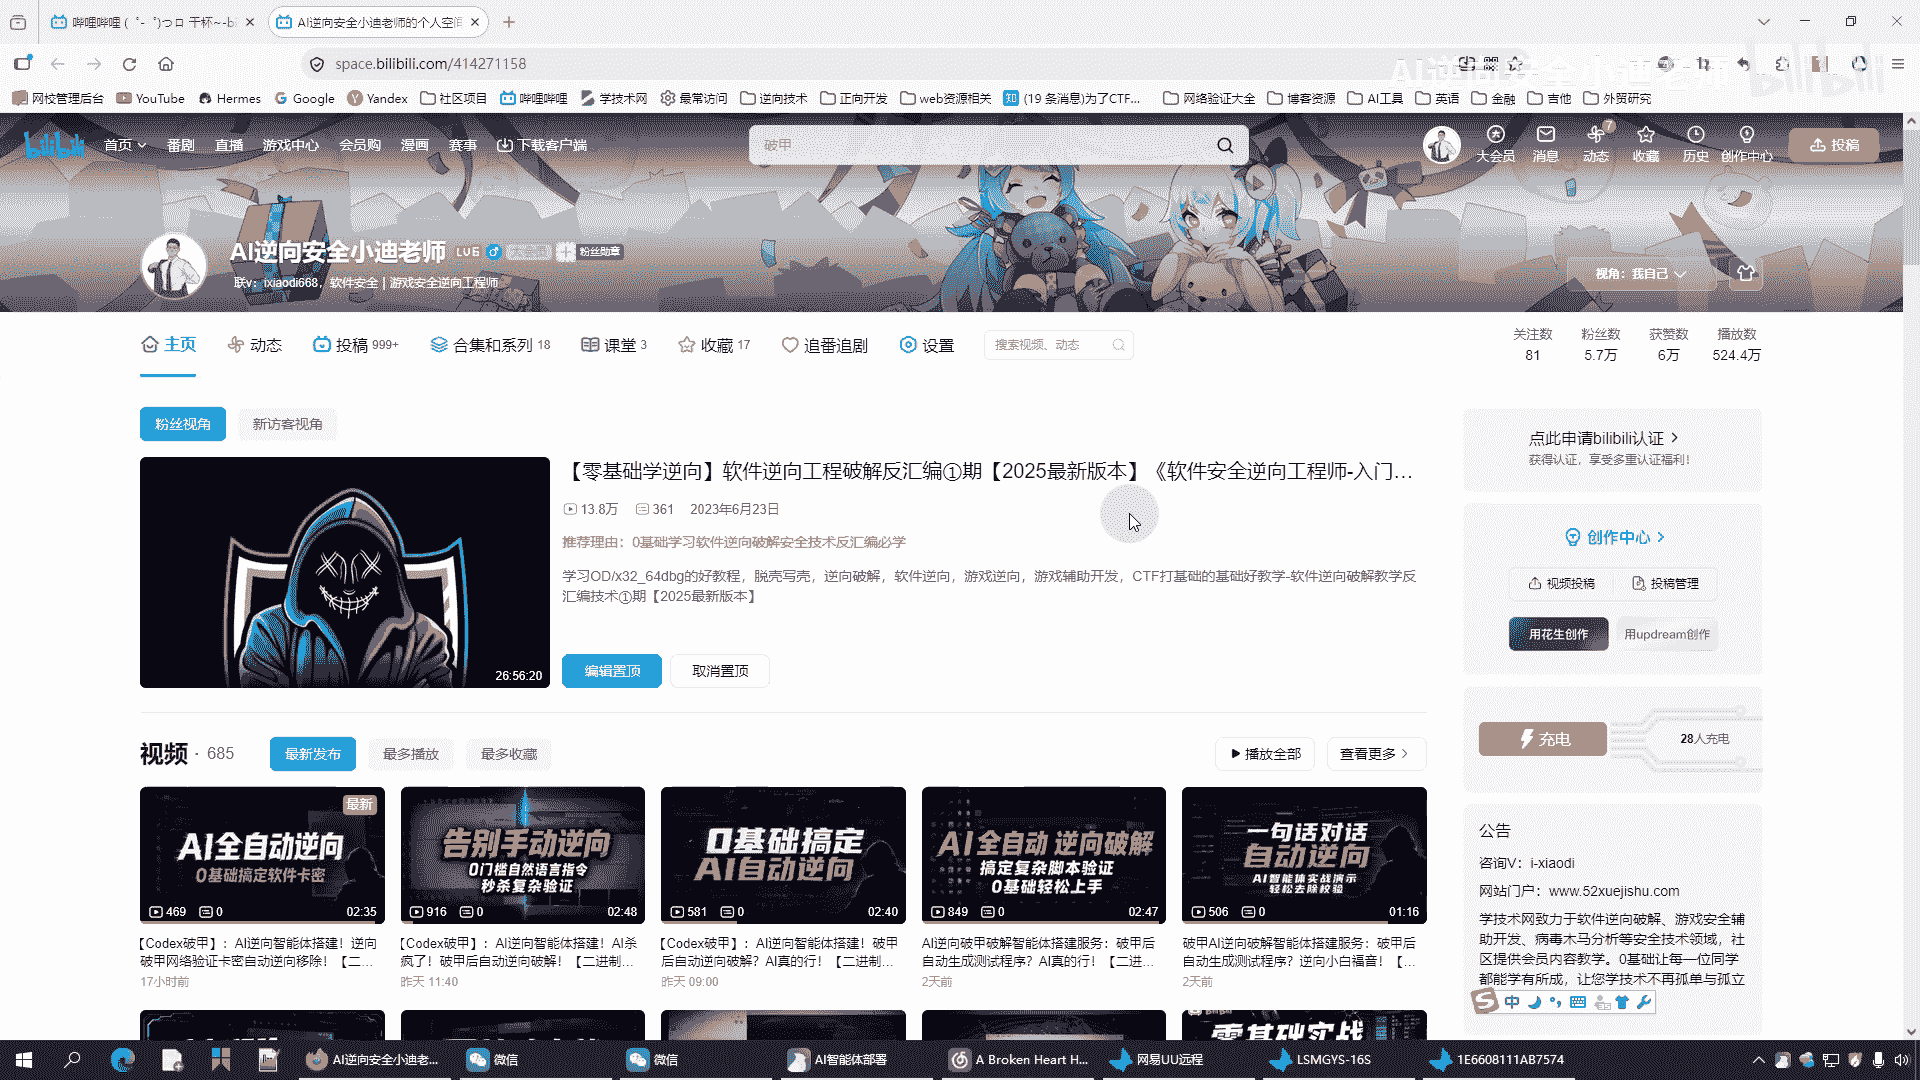 哔哩哔哩 (゜-゜)つロ 干杯~-bi
AI逆向安全小迪老师的个人空间
space.bilibili.com/414271158
AI逆向安全小迪老师 bilibili
网校管理后台 YouTube Hermes Google Yandex 社区项目 哔哩哔哩 学技术网 最常访问 逆向技术 正向开发 web资源相关 知 (19 条消息)为了CTF... 网络验证大全 博客资源 AI工具 英语 金融 吉他 外贸研究
bilibili 首页 番剧 直播 游戏中心 会员购 漫画 赛事 下载客户端
破甲
大会员 消息 7 动态 收藏 历史 创作中心 投稿
AI逆向安全小迪老师 LV6 粉丝勋章
联v：ixiaodi668，软件安全 | 游戏安全逆向工程师
视角：我自己
主页 动态 投稿 999+ 合集和系列 18 课堂 3 收藏 17 追番追剧 设置
搜索视频、动态
关注数 粉丝数 获赞数 播放数
81 5.7万 6万 524.4万
粉丝视角 新访客视角
【零基础学逆向】软件逆向工程破解反汇编①期【2025最新版本】《软件安全逆向工程师-入门...
13.8万 361 2023年6月23日
推荐理由：0基础学习软件逆向破解安全技术反汇编必学
学习OD/x32_64dbg的好教程，脱壳写壳，逆向破解，软件逆向，游戏逆向，游戏辅助开发，CTF打基础的基础好教学-软件逆向破解教学反
汇编技术①期【2025最新版本】
26:56:20
编辑置顶 取消置顶
点此申请bilibili认证
获得认证，享受多重认证福利！
创作中心
视频投稿 投稿管理
用花生创作 用updream创作
充电 28人充电
视频 · 685 最新发布 最多播放 最多收藏
播放全部 查看更多
最新
AI全自动逆向
0基础搞定软件卡密
469 0 02:35
【Codex破甲】：AI逆向智能体搭建！逆向
破甲网络验证卡密自动逆向移除！【二...
17小时前
告别手动逆向
0门槛自然语言指令
秒杀复杂验证
916 0 02:48
【Codex破甲】：AI逆向智能体搭建！AI杀
疯了！破甲后自动逆向破解！【二进制...
昨天 11:40
0基础搞定
AI自动逆向
581 0 02:40
【Codex破甲】：AI逆向智能体搭建！破甲
后自动逆向破解？AI真的行！【二进制...
昨天 09:00
AI全自动 逆向破解
搞定复杂脚本验证
0基础轻松上手
849 0 02:47
AI逆向破甲破解智能体搭建服务：破甲后
自动生成测试程序？AI真的行！【二进...
2天前
一句话对话
自动逆向
AI智能体实战演示
轻松去除校验
506 0 01:16
破甲AI逆向破解智能体搭建服务：破甲后
自动生成测试程序？逆向小白福音！【...
2天前
零基础实战
公告
咨询V：i-xiaodi
网站门户：www.52xuejishu.com
学技术网致力于软件逆向破解、游戏安全辅
助开发、病毒木马分析等安全技术领域，社
区提供会员内容教学。0基础让每一位同学
都能学有所成，让您学技术不再孤单与孤立
中
AI逆向安全小迪老... 微信 微信 AI智能体部署 A Broken Heart H... 网易UU远程 LSMGYS-16S 1E6608111AB7574